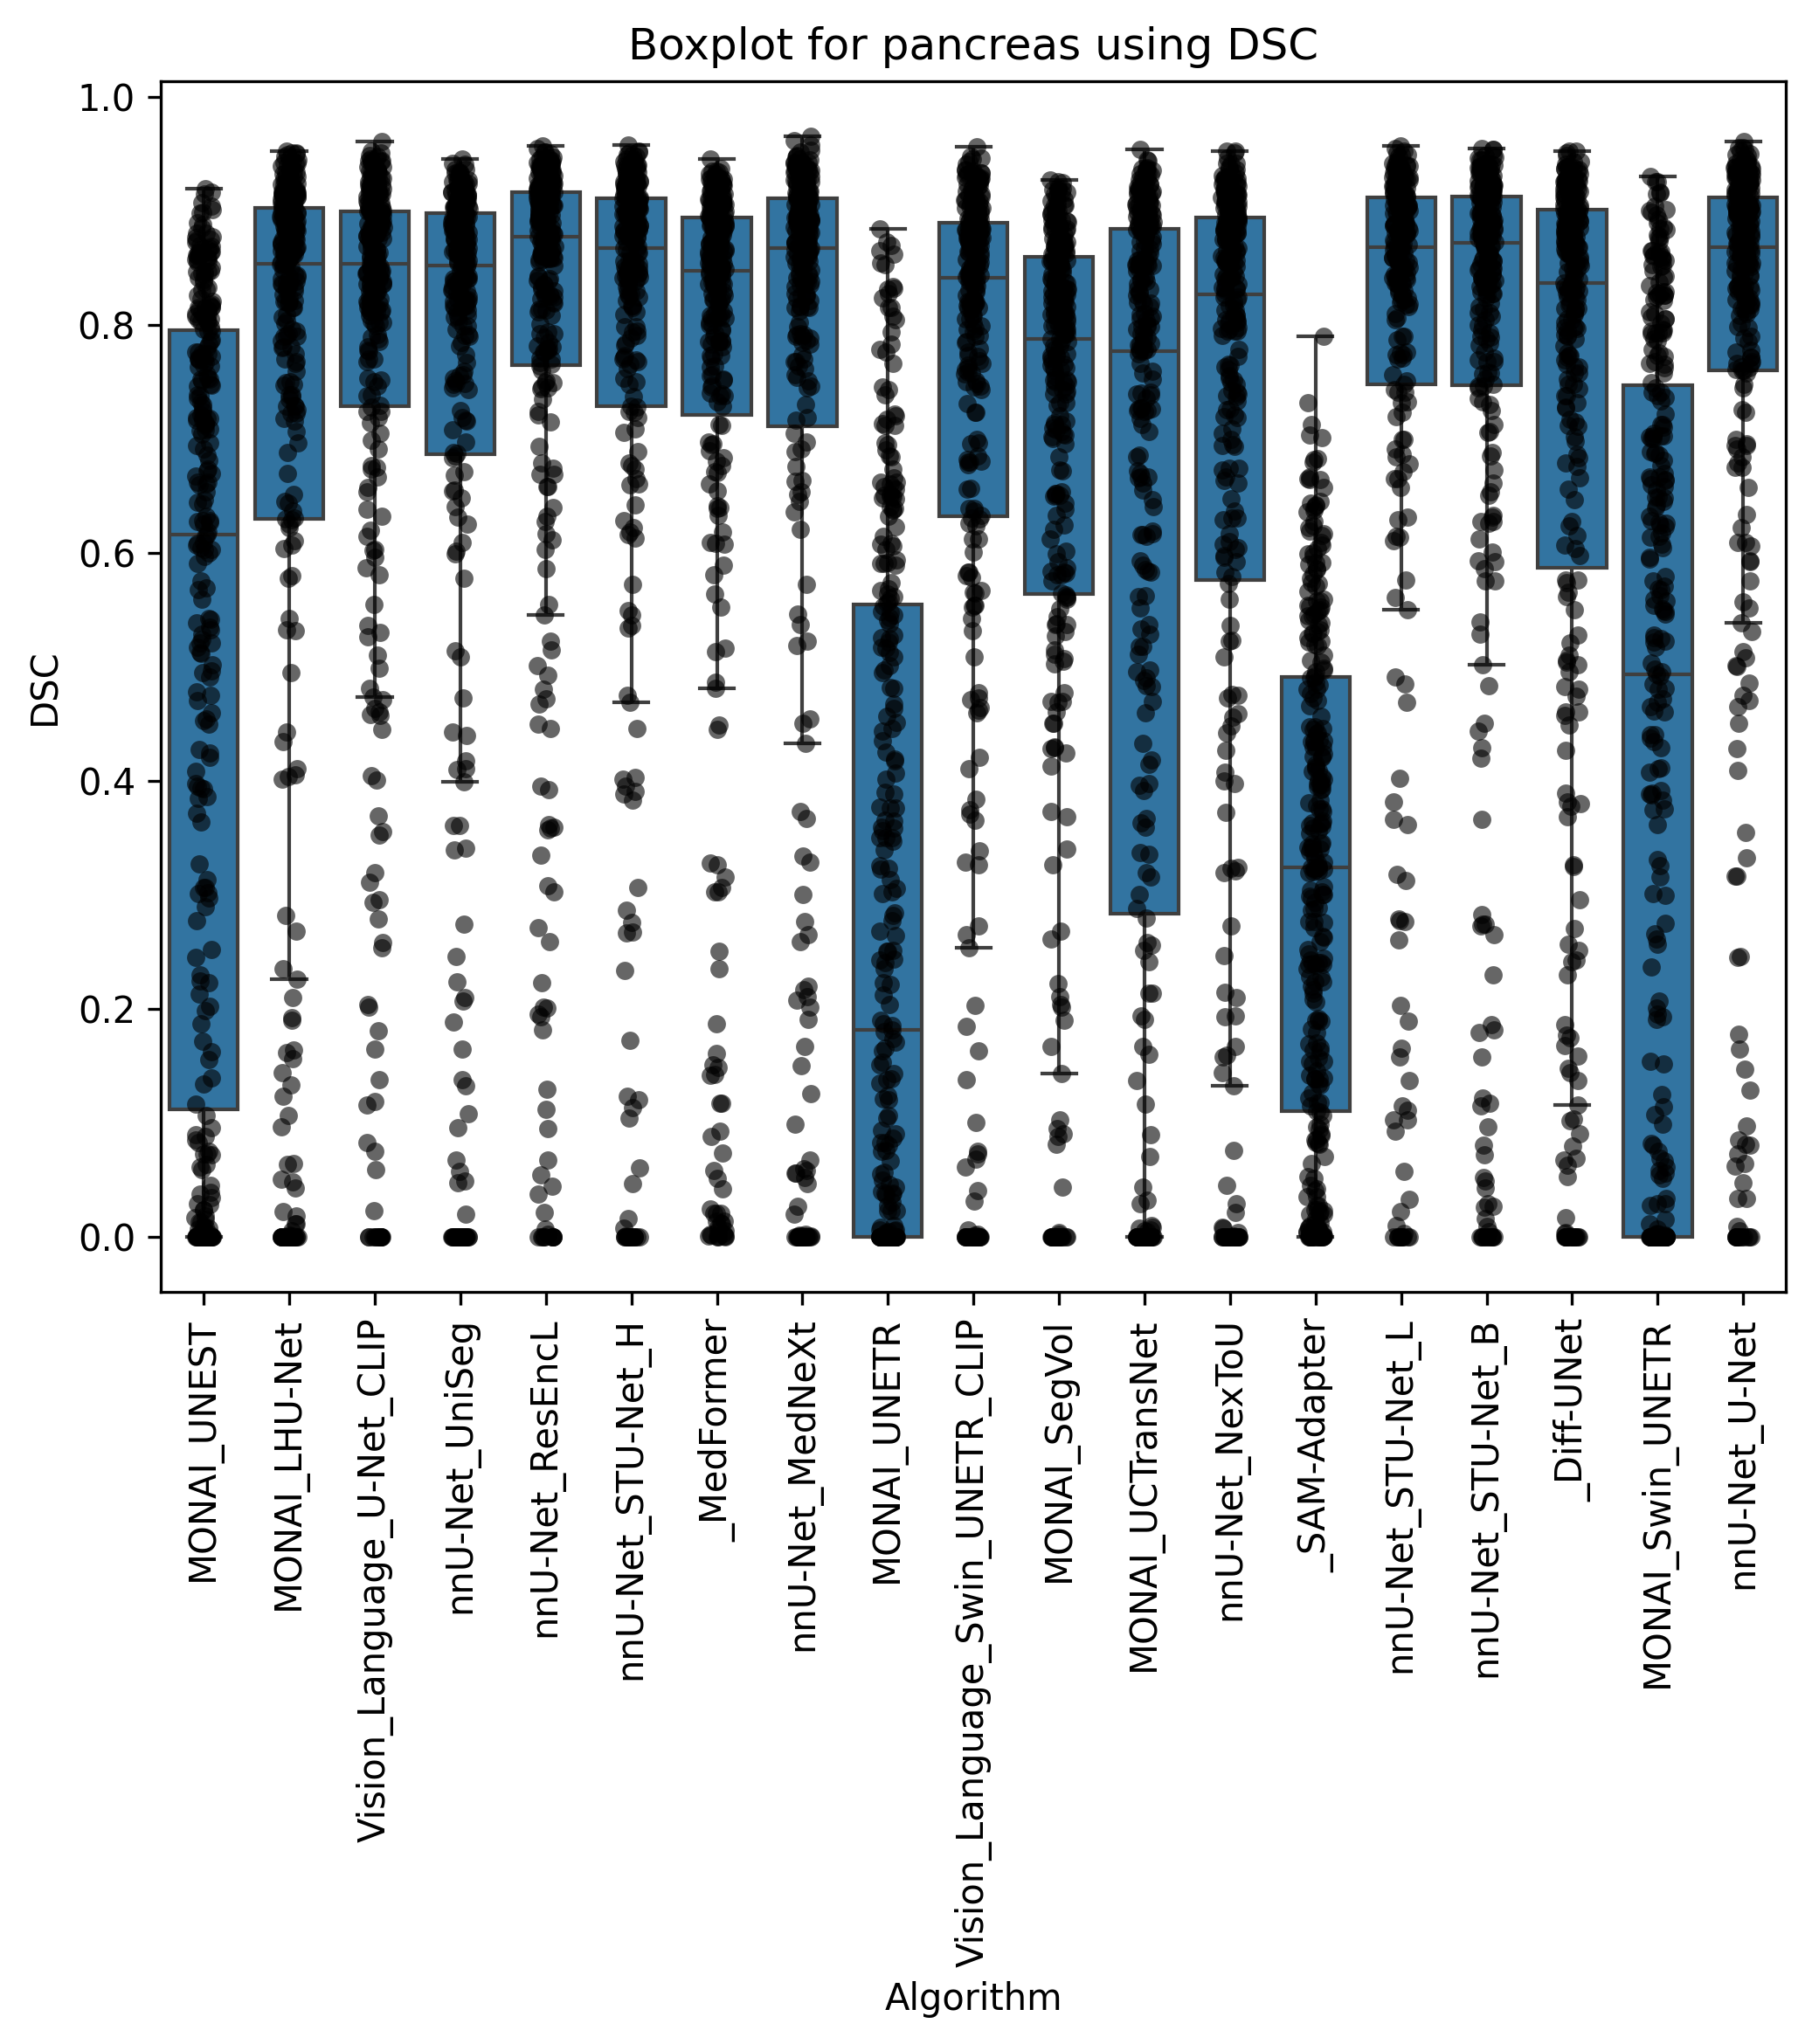 Boxplot for pancreas using DSC
1.0
0.8
0.6
0.4
0.2
0.0
DSC
MONAI_UNEST
MONAI_LHU-Net
Vision_Language_U-Net_CLIP
nnU-Net_UniSeg
nnU-Net_ResEncL
nnU-Net_STU-Net_H
_MedFormer
nnU-Net_MedNeXt
MONAI_UNETR
Vision_Language_Swin_UNETR_CLIP
MONAI_SegVol
MONAI_UCTransNet
nnU-Net_NexToU
_SAM-Adapter
nnU-Net_STU-Net_L
nnU-Net_STU-Net_B
_Diff-UNet
MONAI_Swin_UNETR
nnU-Net_U-Net
Algorithm